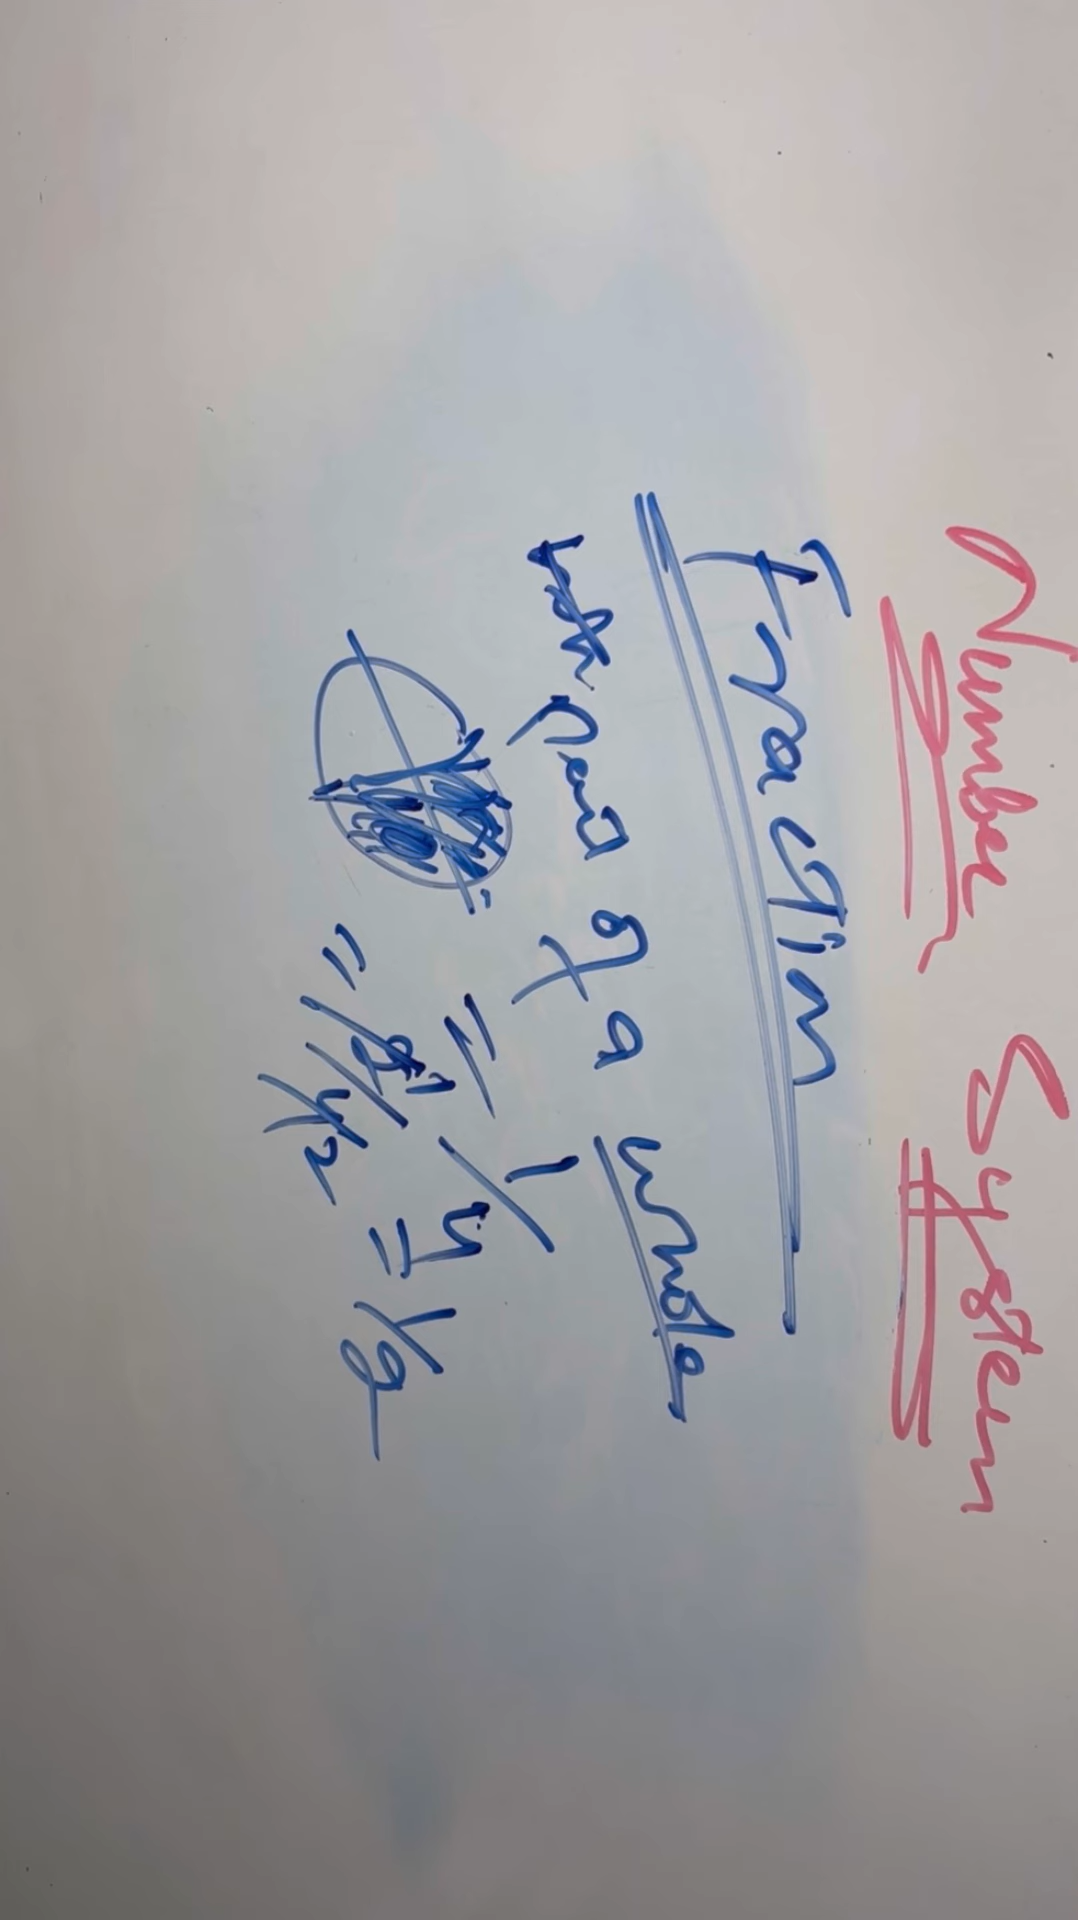 Number System
Fraction
part of a whole
= 1/4
= 2/4 = 1/2